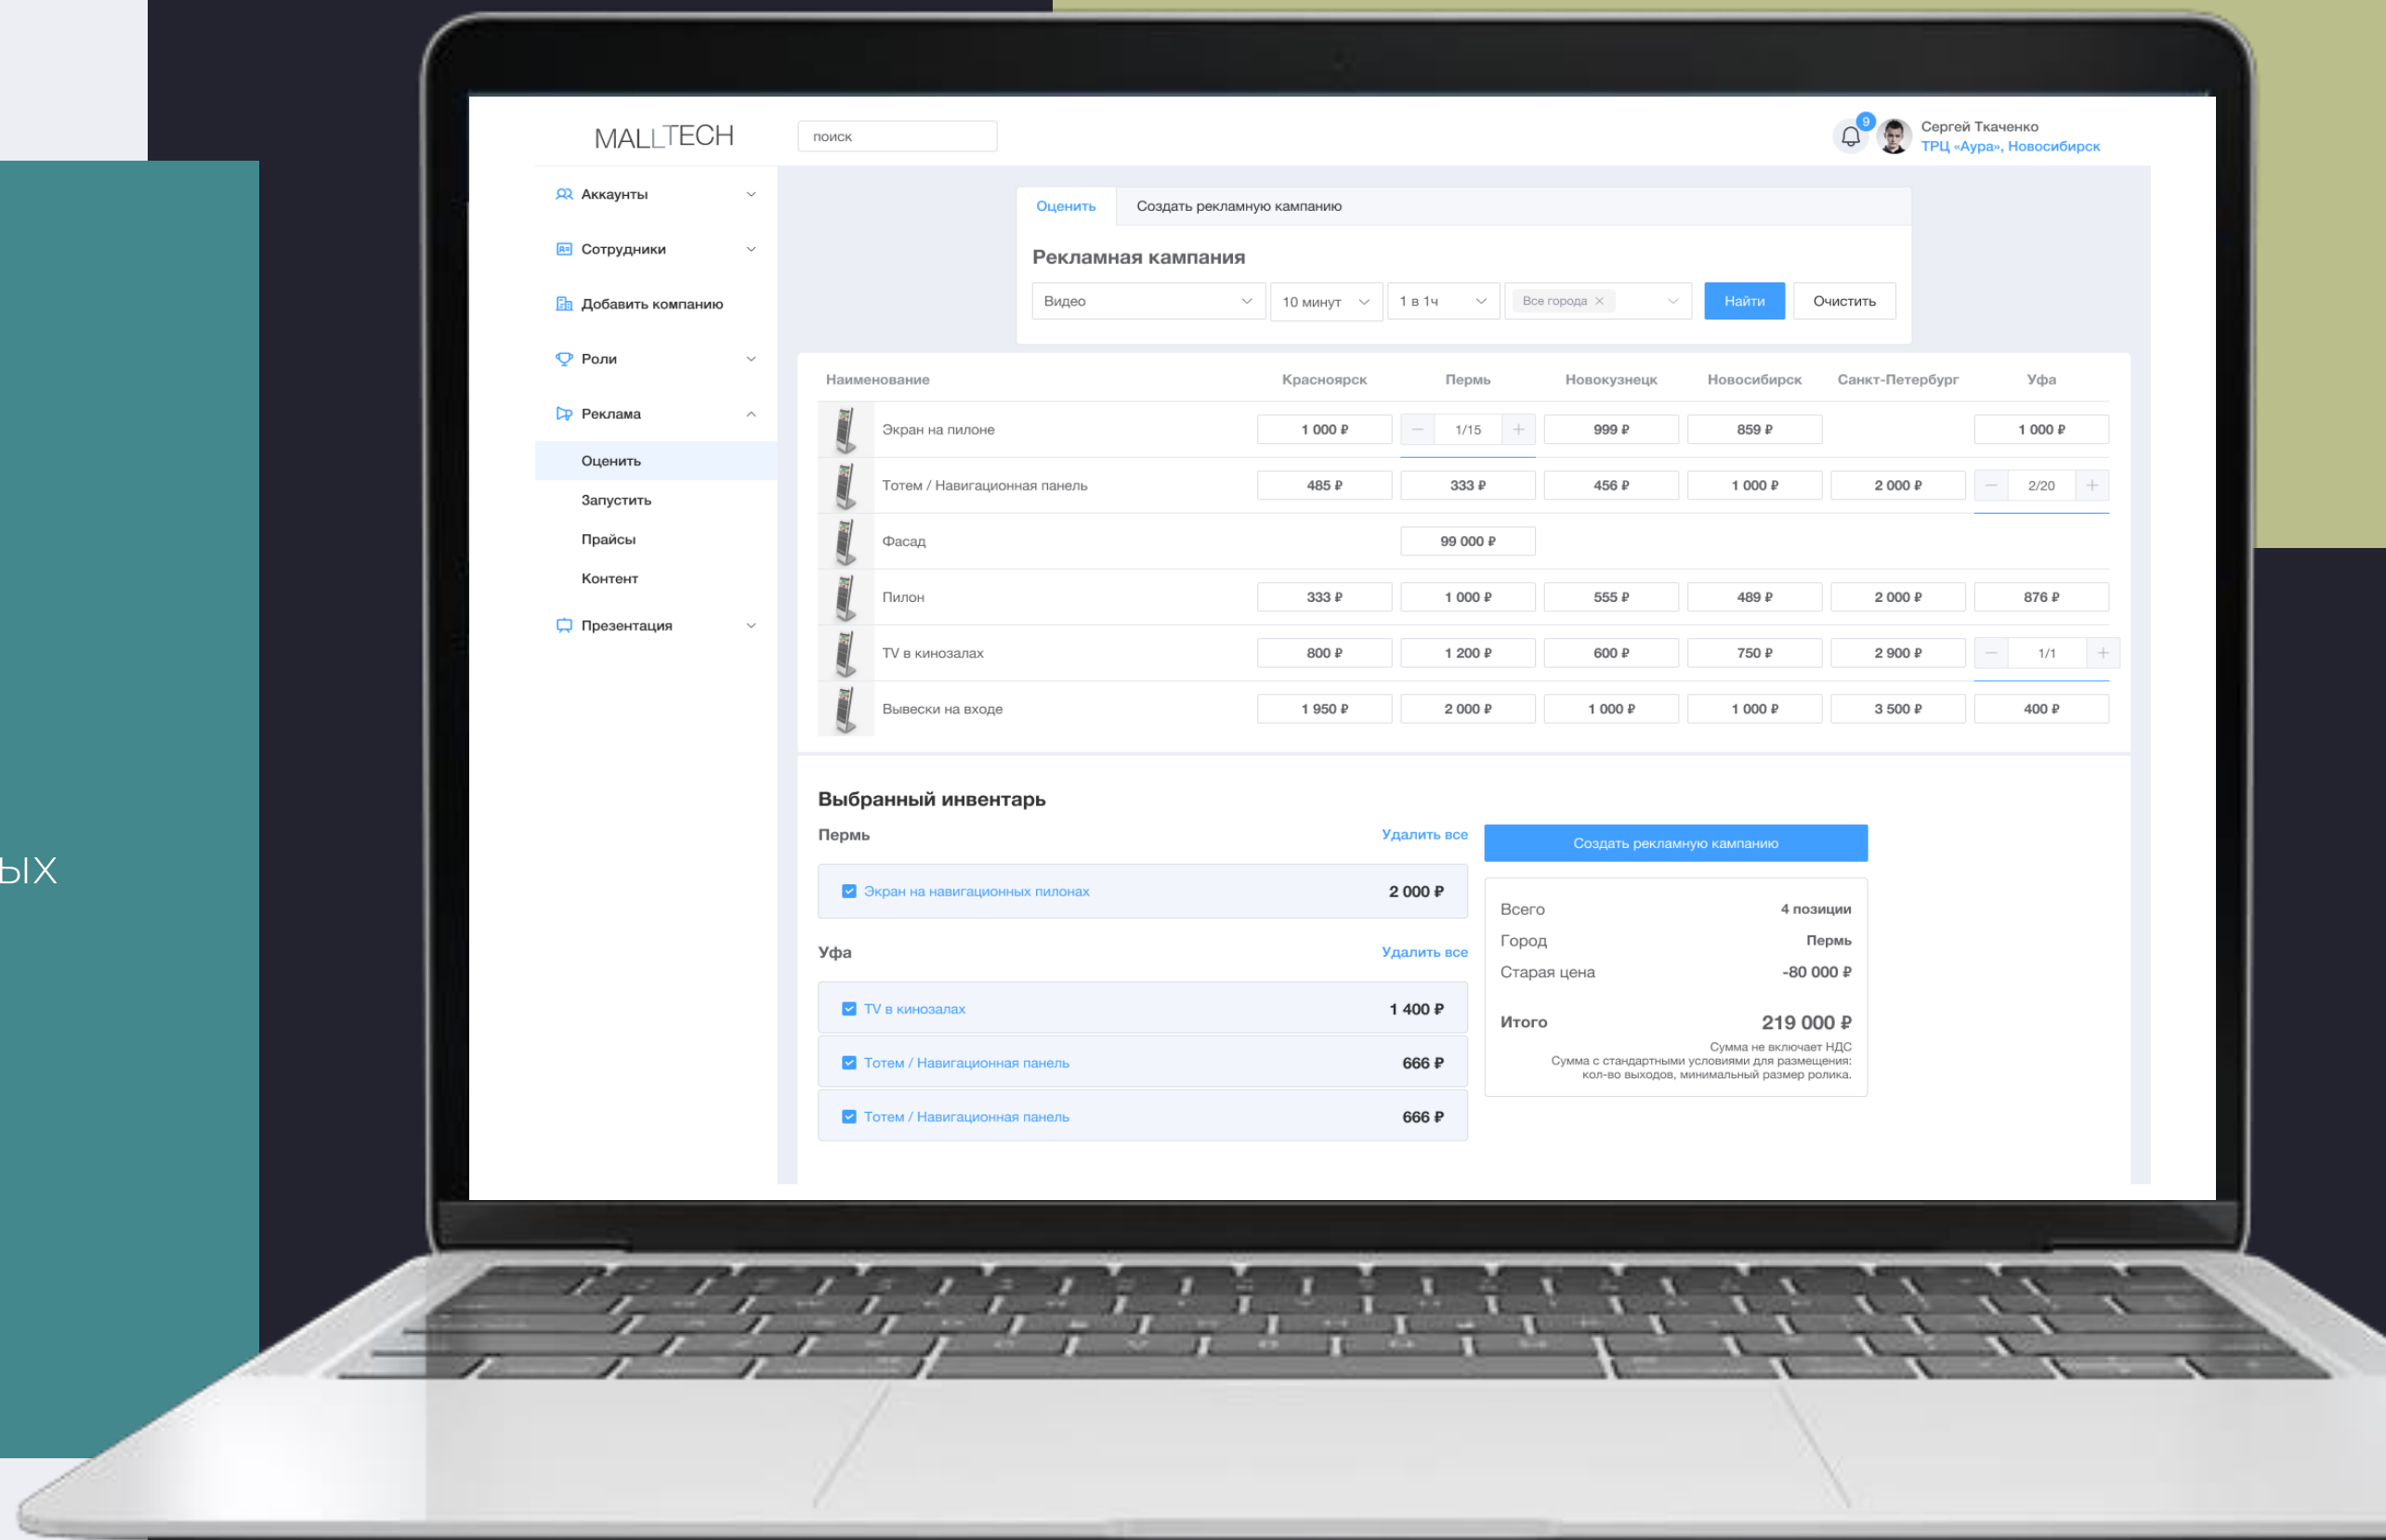 ых
MALLTECH
поиск
9
Сергей Ткаченко
ТРЦ «Аура», Новосибирск
Аккаунты
Сотрудники
Добавить компанию
Роли
Реклама
Оценить
Запустить
Прайсы
Контент
Презентация
Оценить Создать рекламную кампанию
Рекламная кампания
Видео 10 минут 1 в 1ч Все города × Найти Очистить
Наименование Красноярск Пермь Новокузнецк Новосибирск Санкт-Петербург Уфа
Экран на пилоне 1 000 ₽ − 1/15 + 999 ₽ 859 ₽ 1 000 ₽
Тотем / Навигационная панель 485 ₽ 333 ₽ 456 ₽ 1 000 ₽ 2 000 ₽ − 2/20 +
Фасад 99 000 ₽
Пилон 333 ₽ 1 000 ₽ 555 ₽ 489 ₽ 2 000 ₽ 876 ₽
TV в кинозалах 800 ₽ 1 200 ₽ 600 ₽ 750 ₽ 2 900 ₽ − 1/1 +
Вывески на входе 1 950 ₽ 2 000 ₽ 1 000 ₽ 1 000 ₽ 3 500 ₽ 400 ₽
Выбранный инвентарь
Пермь Удалить все
Экран на навигационных пилонах 2 000 ₽
Уфа Удалить все
TV в кинозалах 1 400 ₽
Тотем / Навигационная панель 666 ₽
Тотем / Навигационная панель 666 ₽
Создать рекламную кампанию
Всего 4 позиции
Город Пермь
Старая цена -80 000 ₽
Итого 219 000 ₽
Сумма не включает НДС
Сумма с стандартными условиями для размещения:
кол-во выходов, минимальный размер ролика.